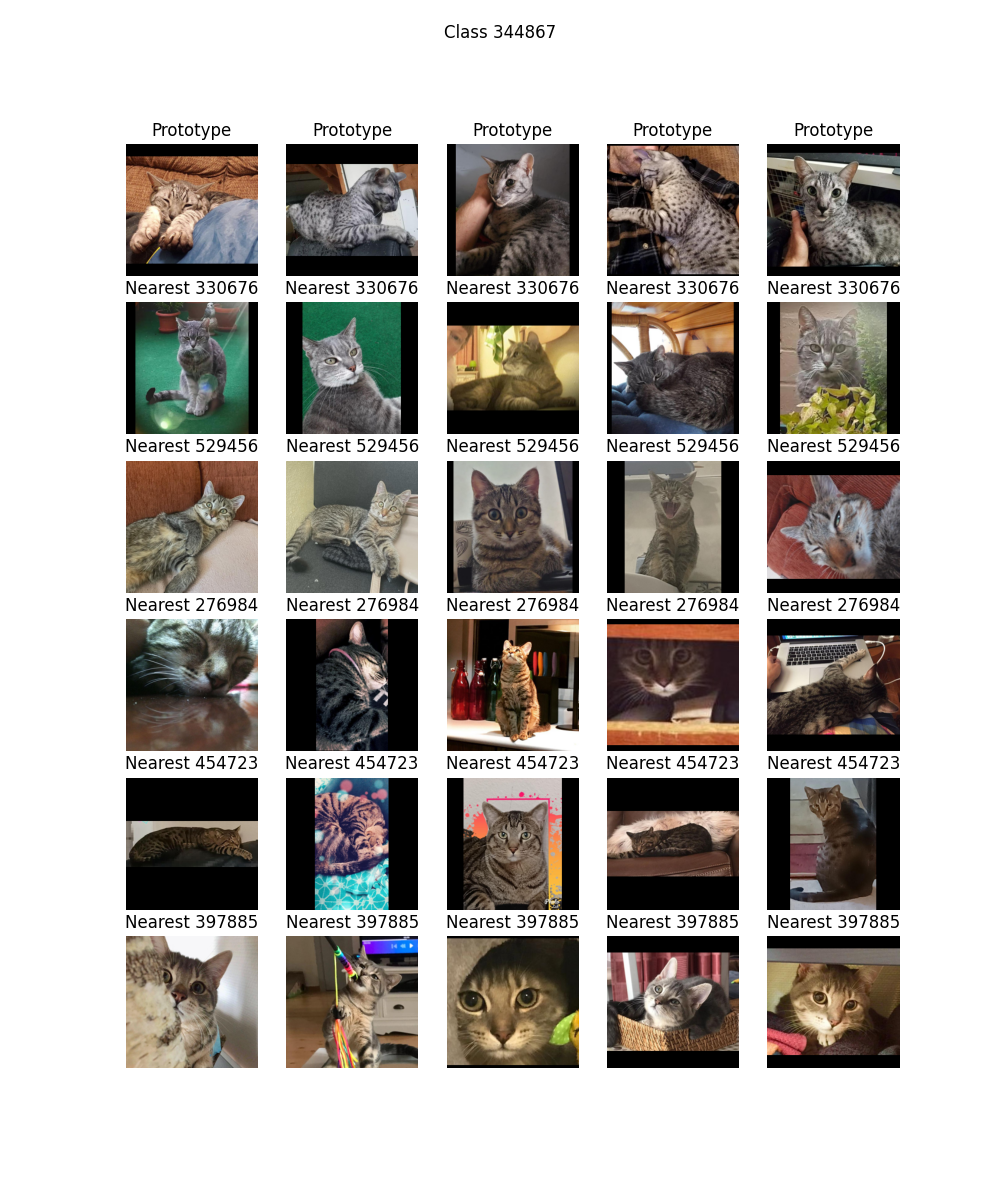 Class 344867
Prototype Prototype Prototype Prototype Prototype
Nearest 330676 Nearest 330676 Nearest 330676 Nearest 330676 Nearest 330676
Nearest 529456 Nearest 529456 Nearest 529456 Nearest 529456 Nearest 529456
Nearest 276984 Nearest 276984 Nearest 276984 Nearest 276984 Nearest 276984
Nearest 454723 Nearest 454723 Nearest 454723 Nearest 454723 Nearest 454723
Nearest 397885 Nearest 397885 Nearest 397885 Nearest 397885 Nearest 397885